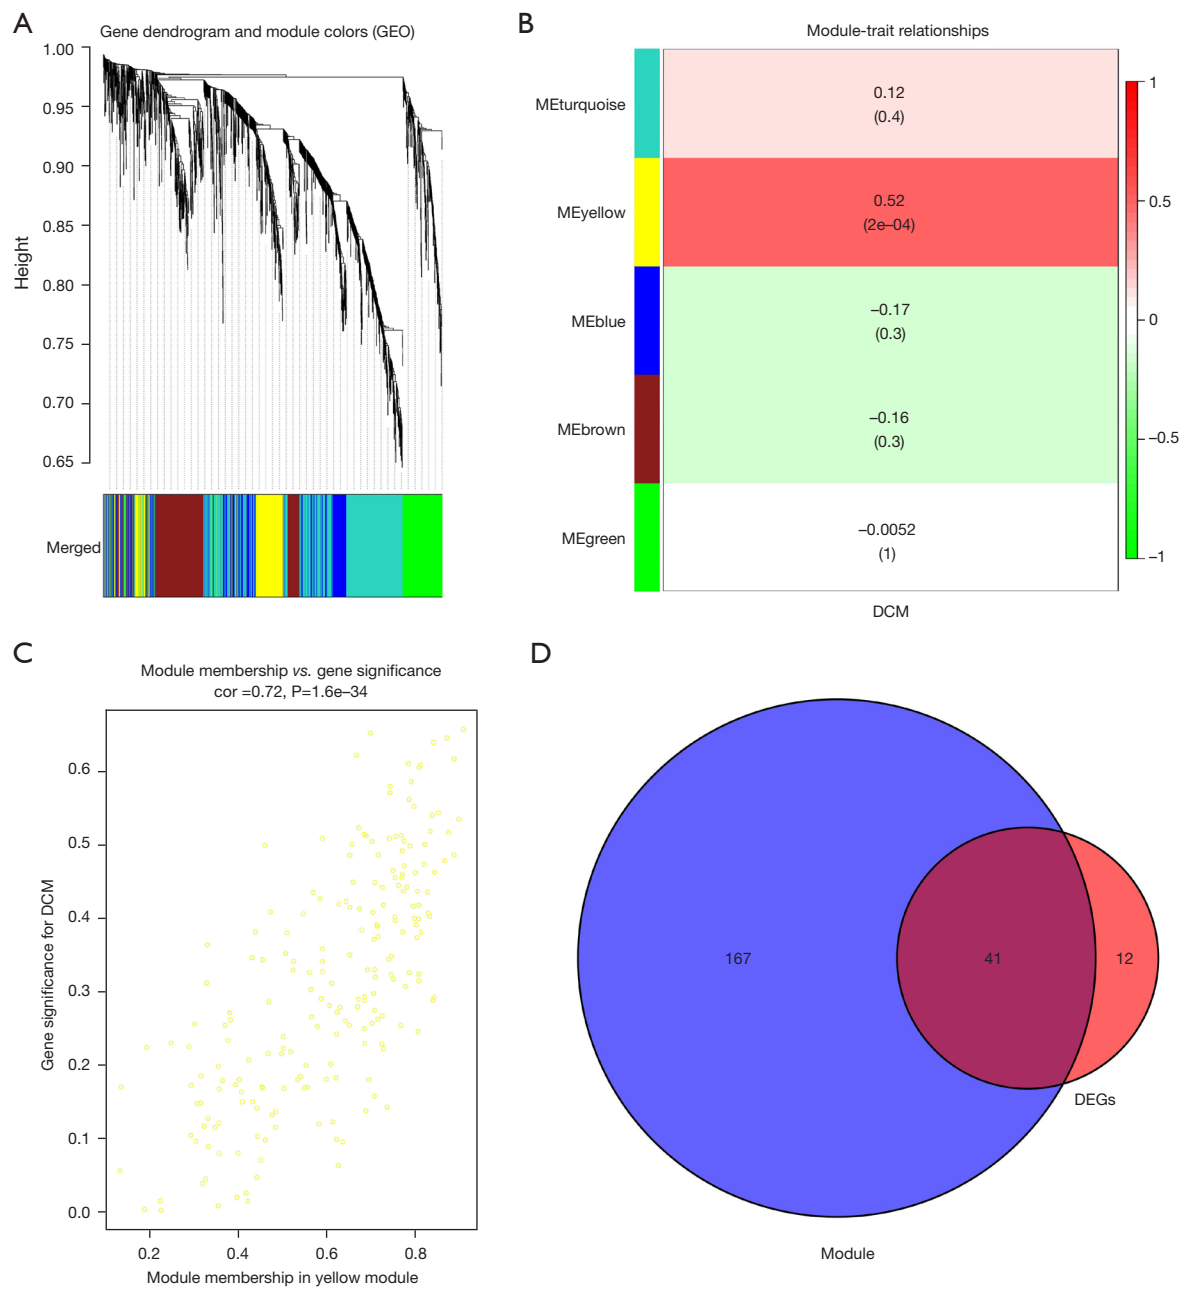 A
Gene dendrogram and module colors (GEO)
1.00
0.95
0.90
0.85
0.80
0.75
0.70
0.65
Height
Merged
B
Module-trait relationships
MEturquoise
0.12
(0.4)
MEyellow
0.52
(2e–04)
MEblue
–0.17
(0.3)
MEbrown
–0.16
(0.3)
MEgreen
–0.0052
(1)
DCM
1
0.5
0
–0.5
–1
C
Module membership vs. gene significance
cor =0.72, P=1.6e–34
0.6
0.5
0.4
0.3
0.2
0.1
0.0
Gene significance for DCM
0.2 0.4 0.6 0.8
Module membership in yellow module
D
167
41
12
DEGs
Module